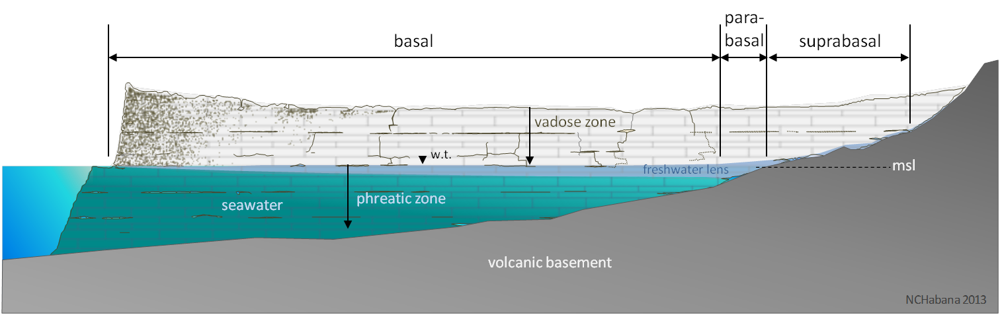 para-
basal
basal
suprabasal
vadose zone
w.t.
freshwater lens
msl
seawater
phreatic zone
volcanic basement
NCHabana 2013